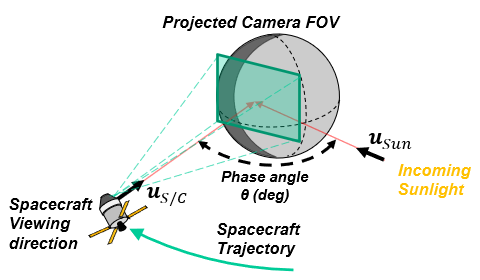 Projected Camera FOV
u_Sun
Incoming
Sunlight
Phase angle
θ (deg)
u_S/C
Spacecraft
Viewing
direction
Spacecraft
Trajectory